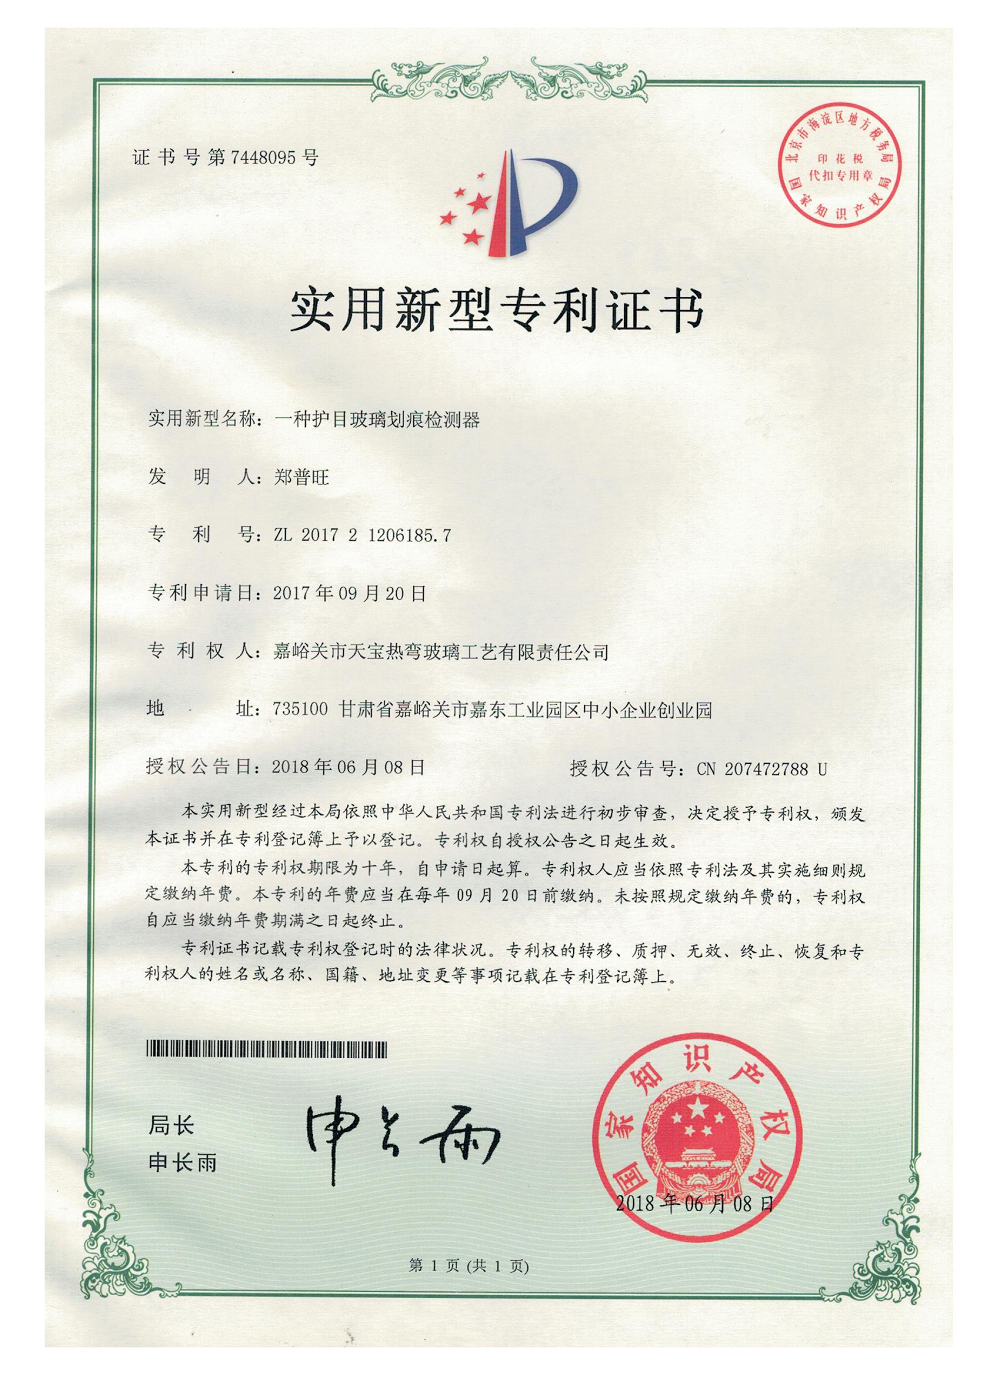 证书号第7448095号
北京市海淀区地方税务局
印花税
代扣专用章
国家知识产权局
实用新型专利证书
实用新型名称：一种护目玻璃划痕检测器
发明人：郑普旺
专利号：ZL 2017 2 1206185.7
专利申请日：2017年09月20日
专利权人：嘉峪关市天宝热弯玻璃工艺有限责任公司
地址：735100 甘肃省嘉峪关市嘉东工业园区中小企业创业园
授权公告日：2018年06月08日 授权公告号：CN 207472788 U
本实用新型经过本局依照中华人民共和国专利法进行初步审查，决定授予专利权，颁发
本证书并在专利登记簿上予以登记。专利权自授权公告之日起生效。
本专利的专利权期限为十年，自申请日起算。专利权人应当依照专利法及其实施细则规
定缴纳年费。本专利的年费应当在每年09月20日前缴纳。未按照规定缴纳年费的，专利权
自应当缴纳年费期满之日起终止。
专利证书记载专利权登记时的法律状况。专利权的转移、质押、无效、终止、恢复和专
利权人的姓名或名称、国籍、地址变更等事项记载在专利登记簿上。
局长
申长雨
申长雨
国家知识产权局
2018年06月08日
第 1 页 (共 1 页)